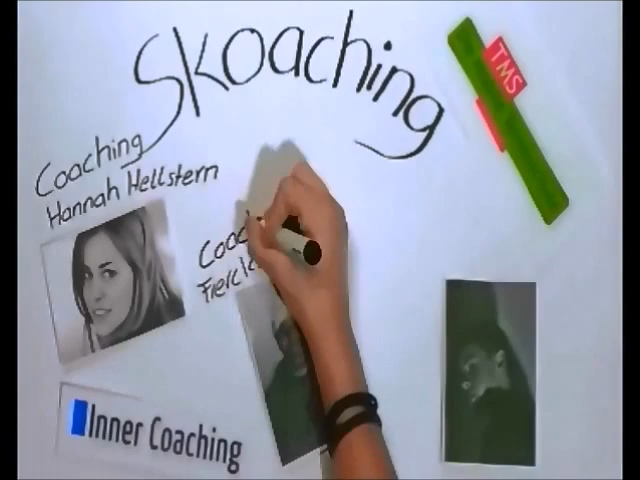 Skoaching
TMS
Coaching
Hannah Hellstern
Inner Coaching